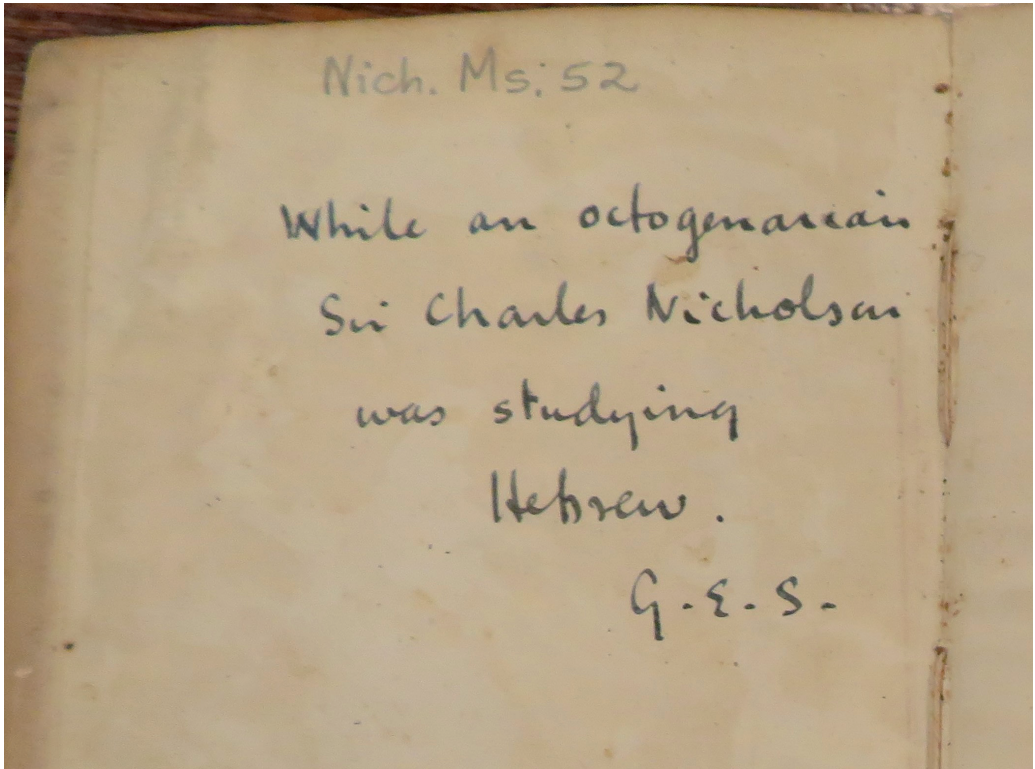 Nich. Ms: 52
While an octogenarian
Sir Charles Nicholson
was studying
Hebrew.
G.E.S.